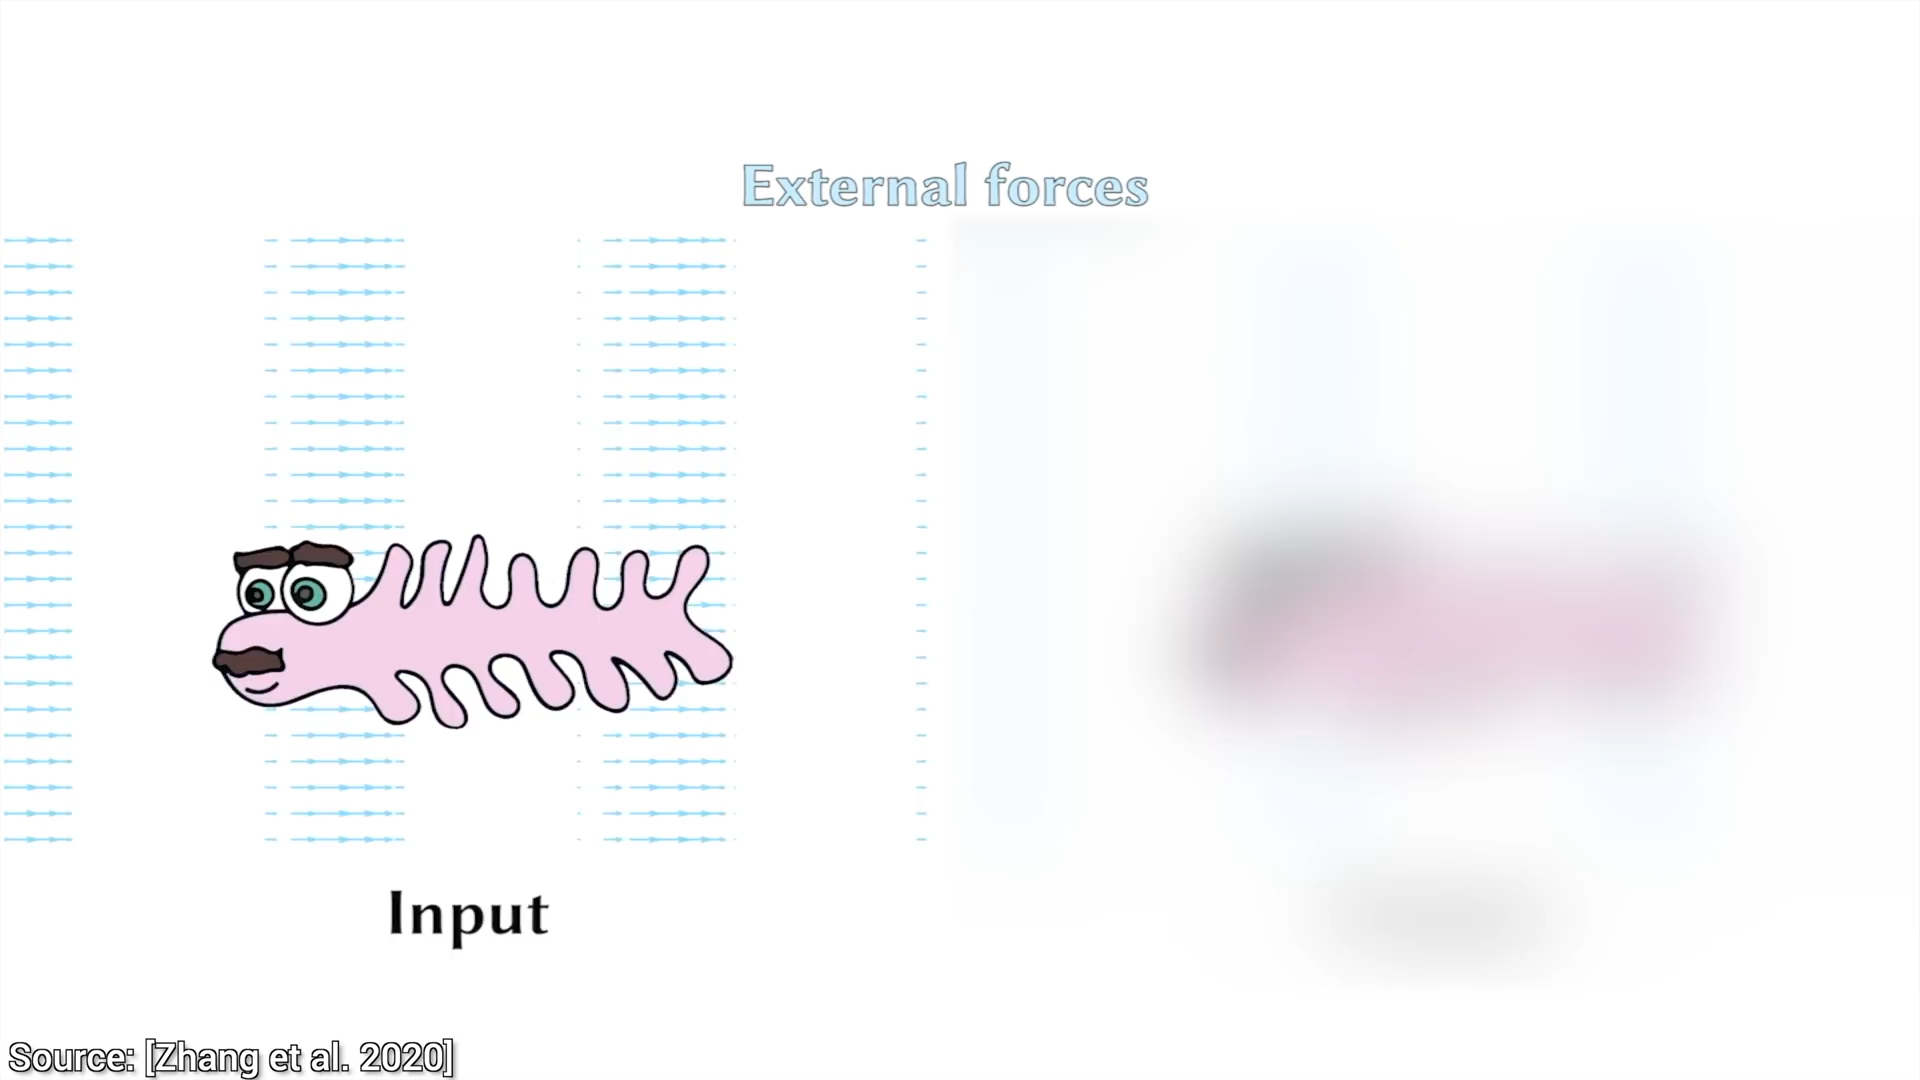 External forces
Input
Source: [Zhang et al. 2020]